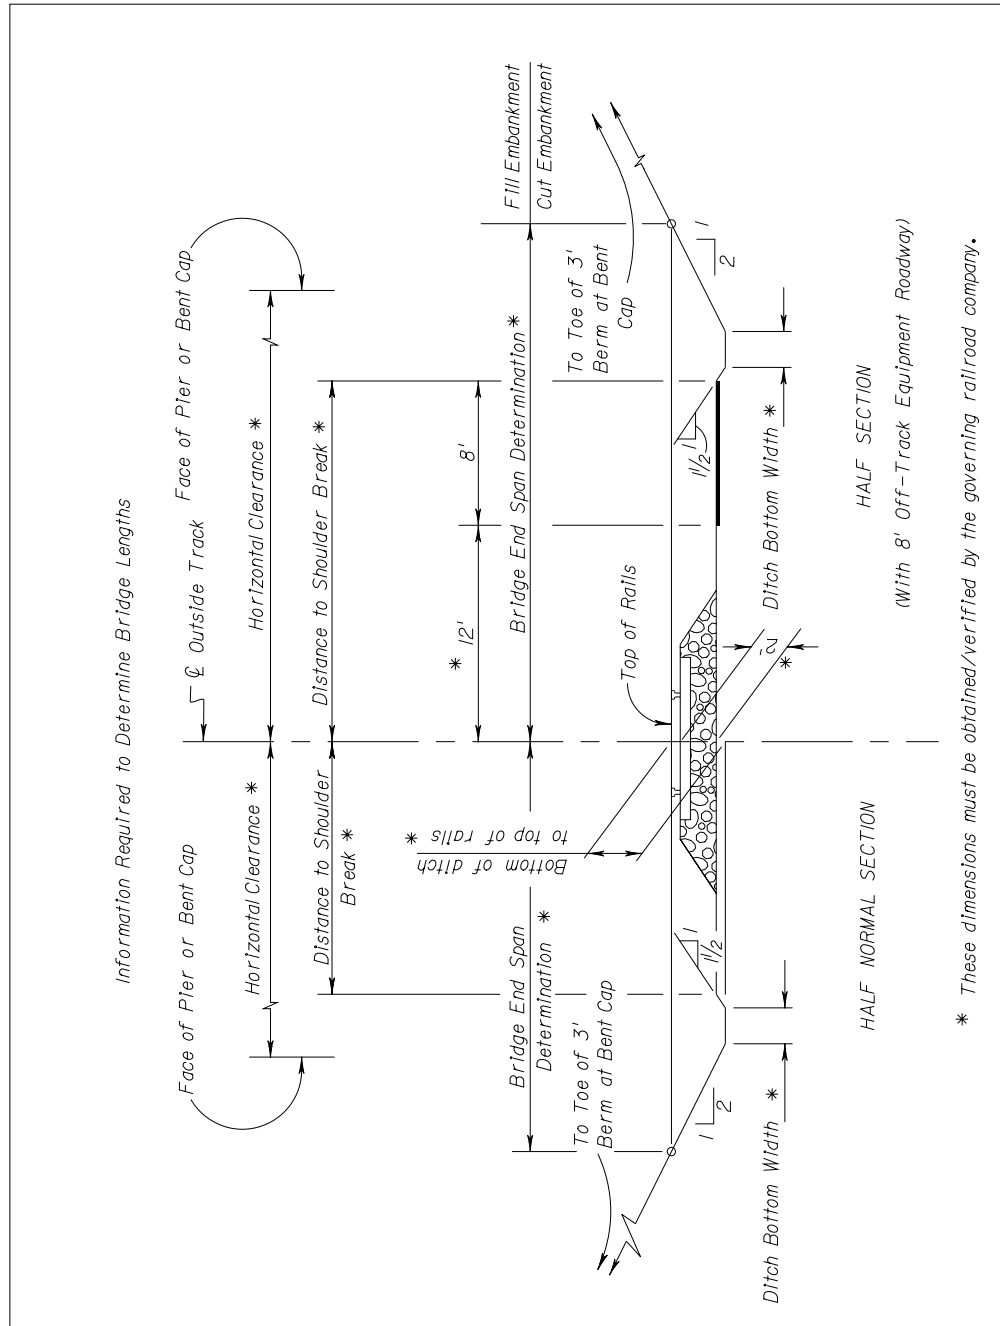 Information Required to Determine Bridge Lengths
Face of Pier or Bent Cap
℄ Outside Track
Face of Pier or Bent Cap
Horizontal Clearance *
Horizontal Clearance *
Distance to Shoulder
Break *
Distance to Shoulder Break *
* 12'
8'
Bottom of ditch
to top of rails *
Bridge End Span
Determination *
Bridge End Span Determination *
Fill Embankment
Cut Embankment
To Toe of 3'
Berm at Bent Cap
To Toe of 3'
Berm at Bent
Cap
Top of Rails
1
2
1
1 1/2
1
1 1/2
1
2
2'
*
Ditch Bottom Width *
Ditch Bottom Width *
HALF NORMAL SECTION
HALF SECTION
(With 8' Off-Track Equipment Roadway)
* These dimensions must be obtained/verified by the governing railroad company.